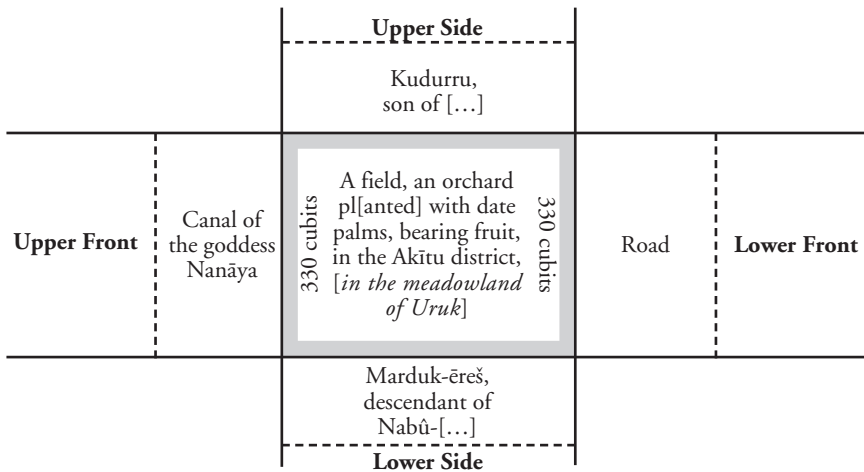 Upper Side
Kudurru,
son of […]
Upper Front
Canal of
the goddess
Nanāya
330 cubits
A field, an orchard
pl[anted] with date
palms, bearing fruit,
in the Akītu district,
[in the meadowland
of Uruk]
330 cubits
Road
Lower Front
Marduk-ēreš,
descendant of
Nabû-[…]
Lower Side